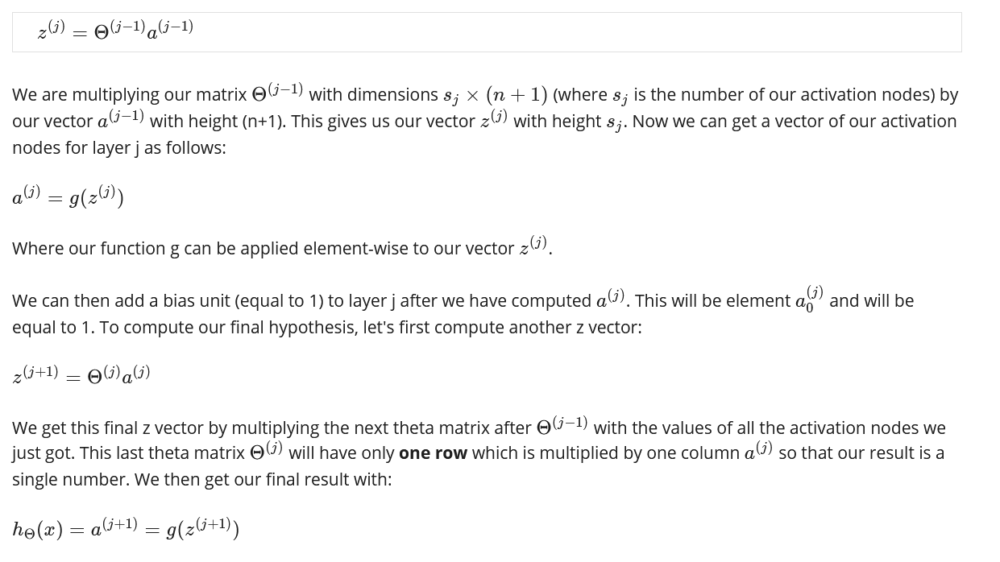 z^(j) = Θ^(j−1)a^(j−1)
We are multiplying our matrix Θ^(j−1) with dimensions s_j × (n + 1) (where s_j is the number of our activation nodes) by
our vector a^(j−1) with height (n+1). This gives us our vector z^(j) with height s_j. Now we can get a vector of our activation
nodes for layer j as follows:
a^(j) = g(z^(j))
Where our function g can be applied element-wise to our vector z^(j).
We can then add a bias unit (equal to 1) to layer j after we have computed a^(j). This will be element a_0^(j) and will be
equal to 1. To compute our final hypothesis, let's first compute another z vector:
z^(j+1) = Θ^(j)a^(j)
We get this final z vector by multiplying the next theta matrix after Θ^(j−1) with the values of all the activation nodes we
just got. This last theta matrix Θ^(j) will have only one row which is multiplied by one column a^(j) so that our result is a
single number. We then get our final result with:
h_Θ(x) = a^(j+1) = g(z^(j+1))